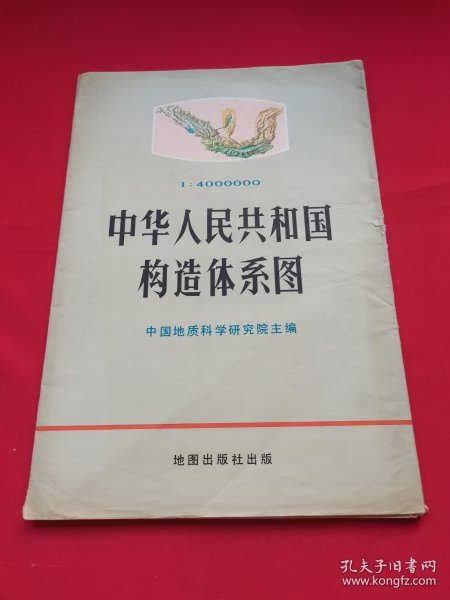 1:4000000
中华人民共和国
构造体系图
中国地质科学研究院主编
地图出版社出版
孔夫子旧书网
www.kongfz.com